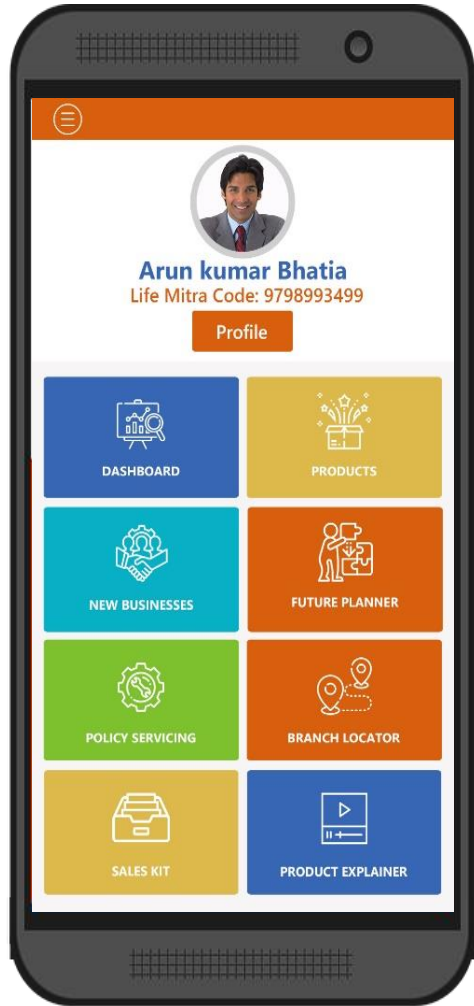 Arun kumar Bhatia
Life Mitra Code: 9798993499
Profile
DASHBOARD
PRODUCTS
NEW BUSINESSES
FUTURE PLANNER
POLICY SERVICING
BRANCH LOCATOR
SALES KIT
PRODUCT EXPLAINER